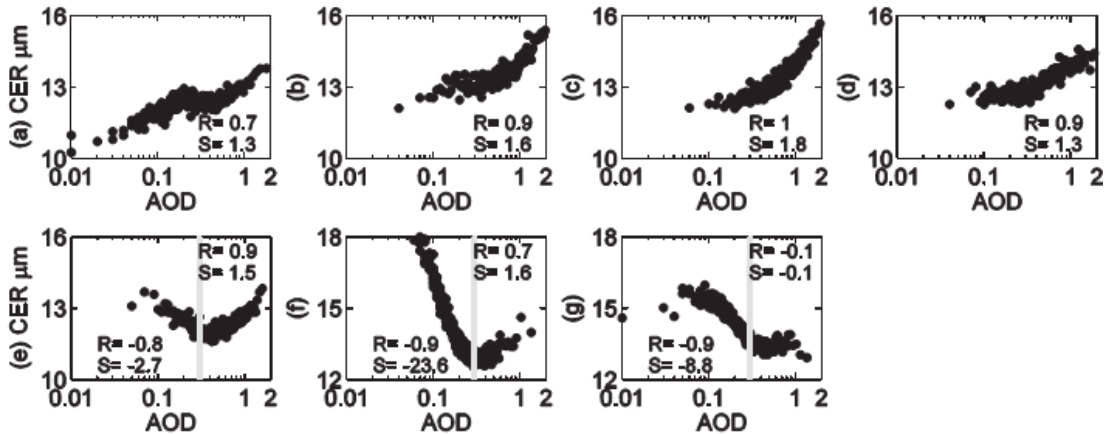 (a) CER μm
16
13
10
R= 0.7
S= 1.3
0.01 0.1 1 2
AOD
(b)
16
13
10
R= 0.9
S= 1.6
0.01 0.1 1 2
AOD
(c)
16
13
10
R= 1
S= 1.8
0.01 0.1 1 2
AOD
(d)
16
13
10
R= 0.9
S= 1.3
0.01 0.1 1 2
AOD
(e) CER μm
16
13
10
R= 0.9
S= 1.5
R= -0.8
S= -2.7
0.01 0.1 1 2
AOD
(f)
18
15
12
R= 0.7
S= 1.6
R= -0.9
S= -23.6
0.01 0.1 1 2
AOD
(g)
18
15
12
R= -0.1
S= -0.1
R= -0.9
S= -8.8
0.01 0.1 1 2
AOD